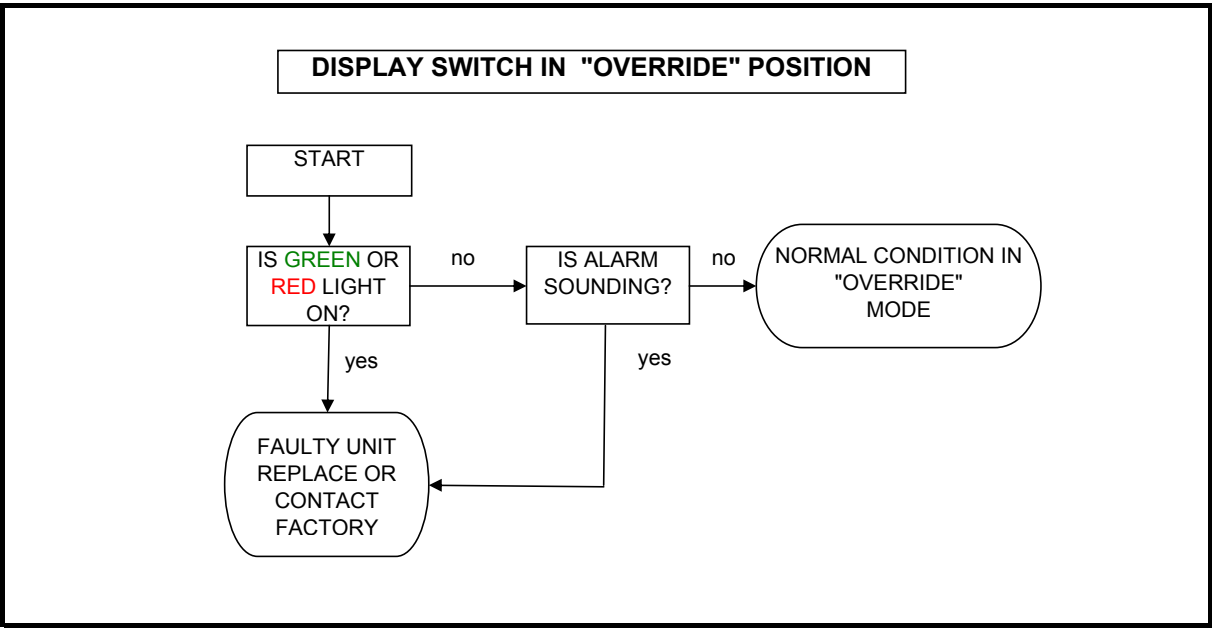 DISPLAY SWITCH IN "OVERRIDE" POSITION
START
IS GREEN OR
RED LIGHT
ON?
no
IS ALARM
SOUNDING?
no
NORMAL CONDITION IN
"OVERRIDE"
MODE
yes
yes
FAULTY UNIT
REPLACE OR
CONTACT
FACTORY